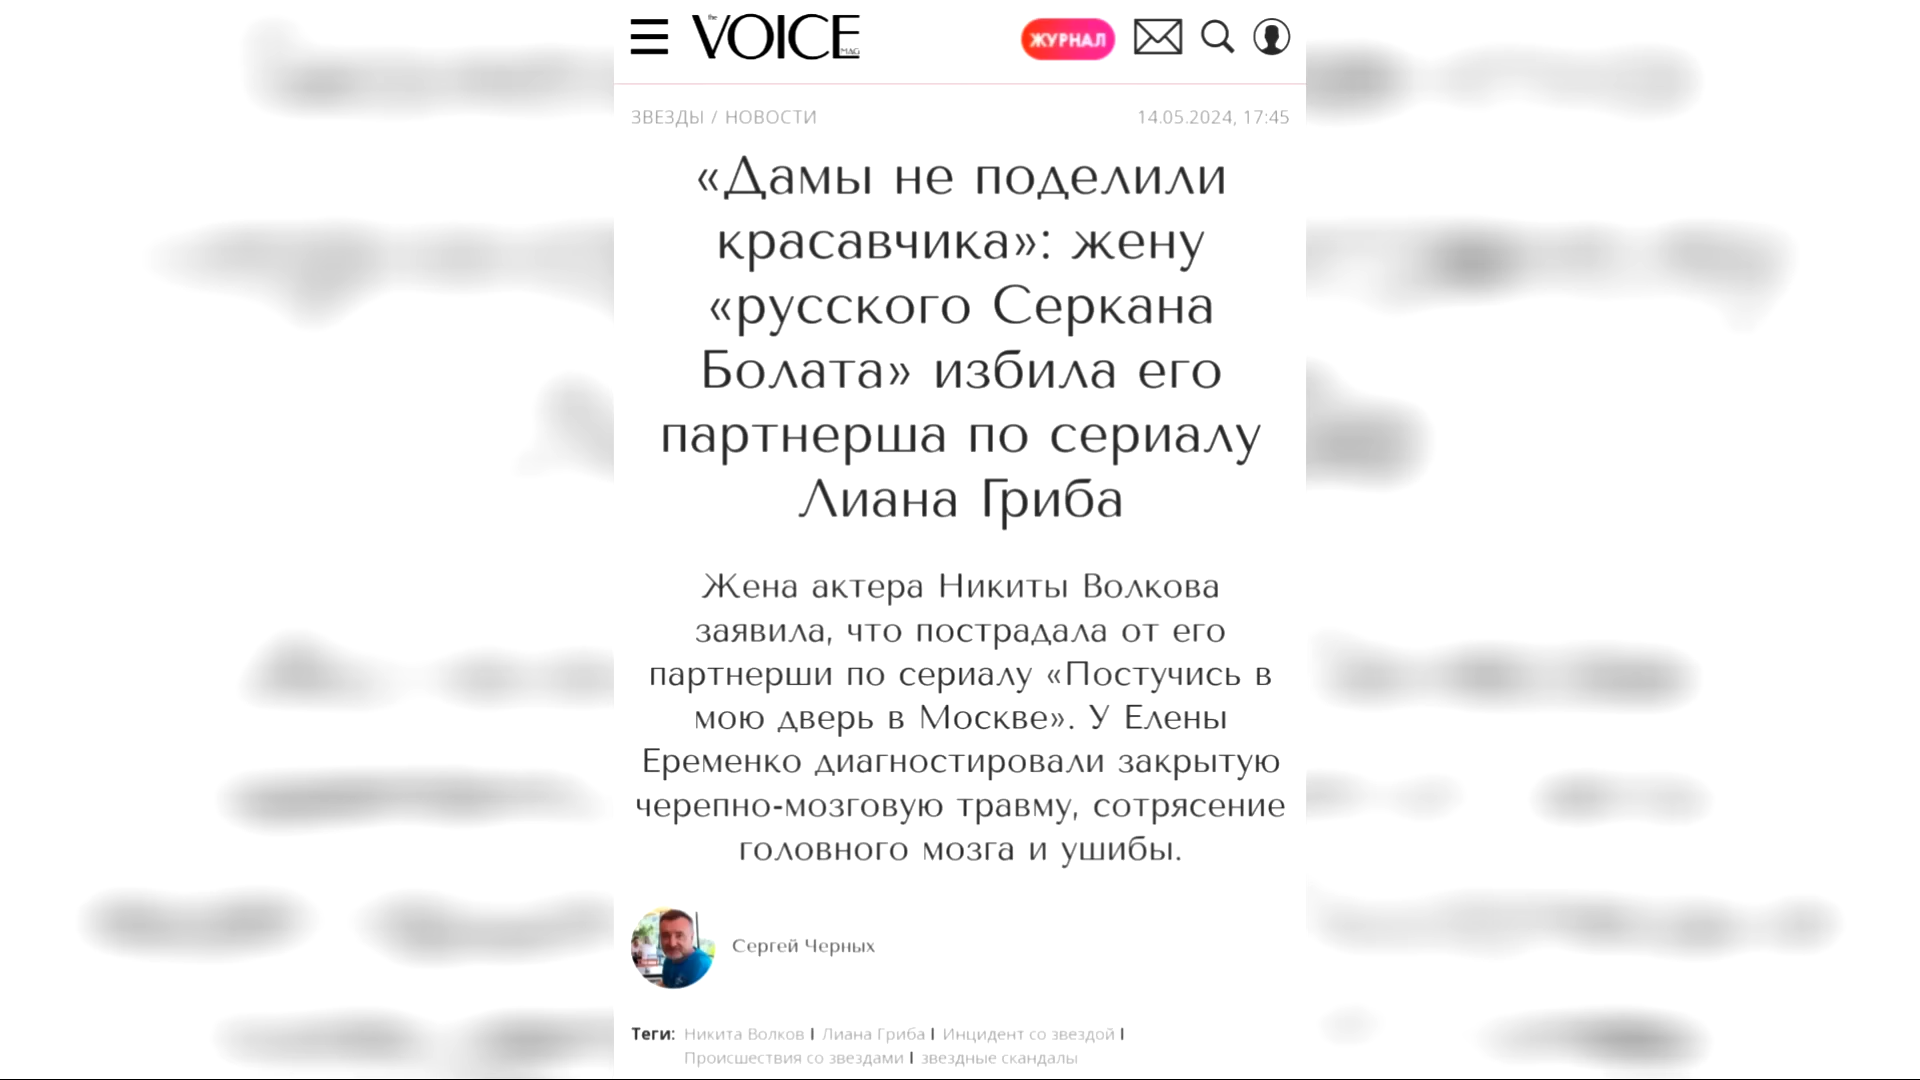 the VOICE MAG
ЖУРНАЛ
ЗВЕЗДЫ / НОВОСТИ
14.05.2024, 17:45
«Дамы не поделили
красавчика»: жену
«русского Серкана
Болата» избила его
партнерша по сериалу
Лиана Гриба
Жена актера Никиты Волкова
заявила, что пострадала от его
партнерши по сериалу «Постучись в
мою дверь в Москве». У Елены
Еременко диагностировали закрытую
черепно-мозговую травму, сотрясение
головного мозга и ушибы.
Сергей Черных
Теги: Никита Волков | Лиана Гриба | Инцидент со звездой |
Происшествия со звездами | звездные скандалы